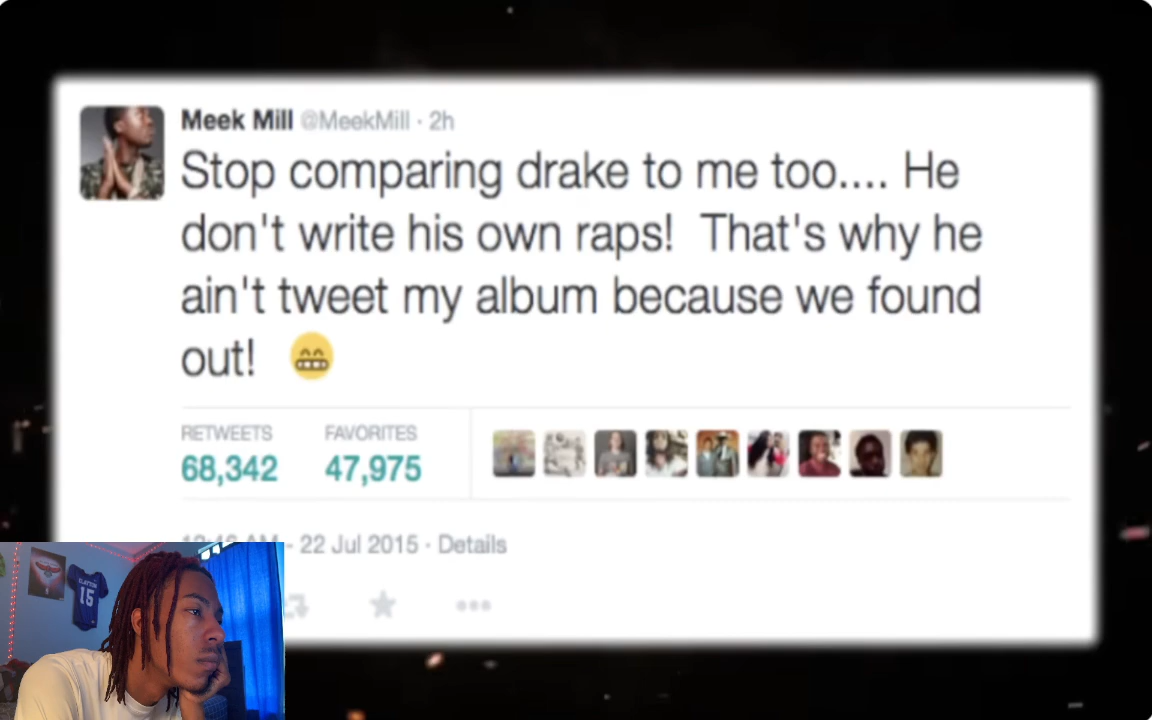 Meek Mill @MeekMill · 2h
Stop comparing drake to me too.... He
don't write his own raps!  That's why he
ain't tweet my album because we found
out! 😁
RETWEETS FAVORITES
68,342 47,975
AM - 22 Jul 2015 · Details
CLAYTON
15